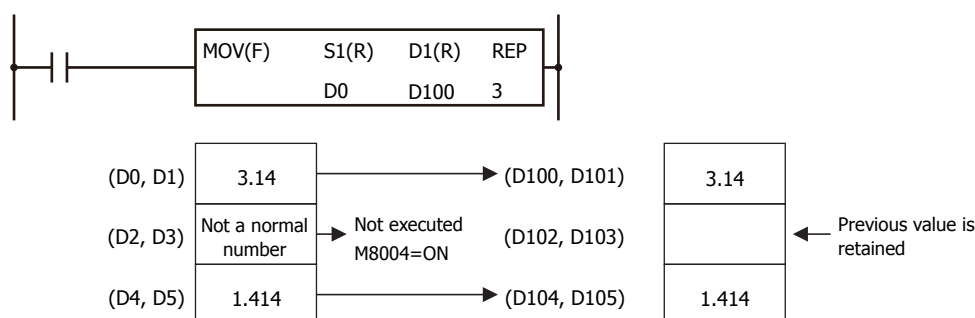 MOV(F) S1(R) D1(R) REP
D0 D100 3
(D0, D1) 3.14 (D100, D101) 3.14
(D2, D3) Not a normal number Not executed M8004=ON (D102, D103) Previous value is retained
(D4, D5) 1.414 (D104, D105) 1.414